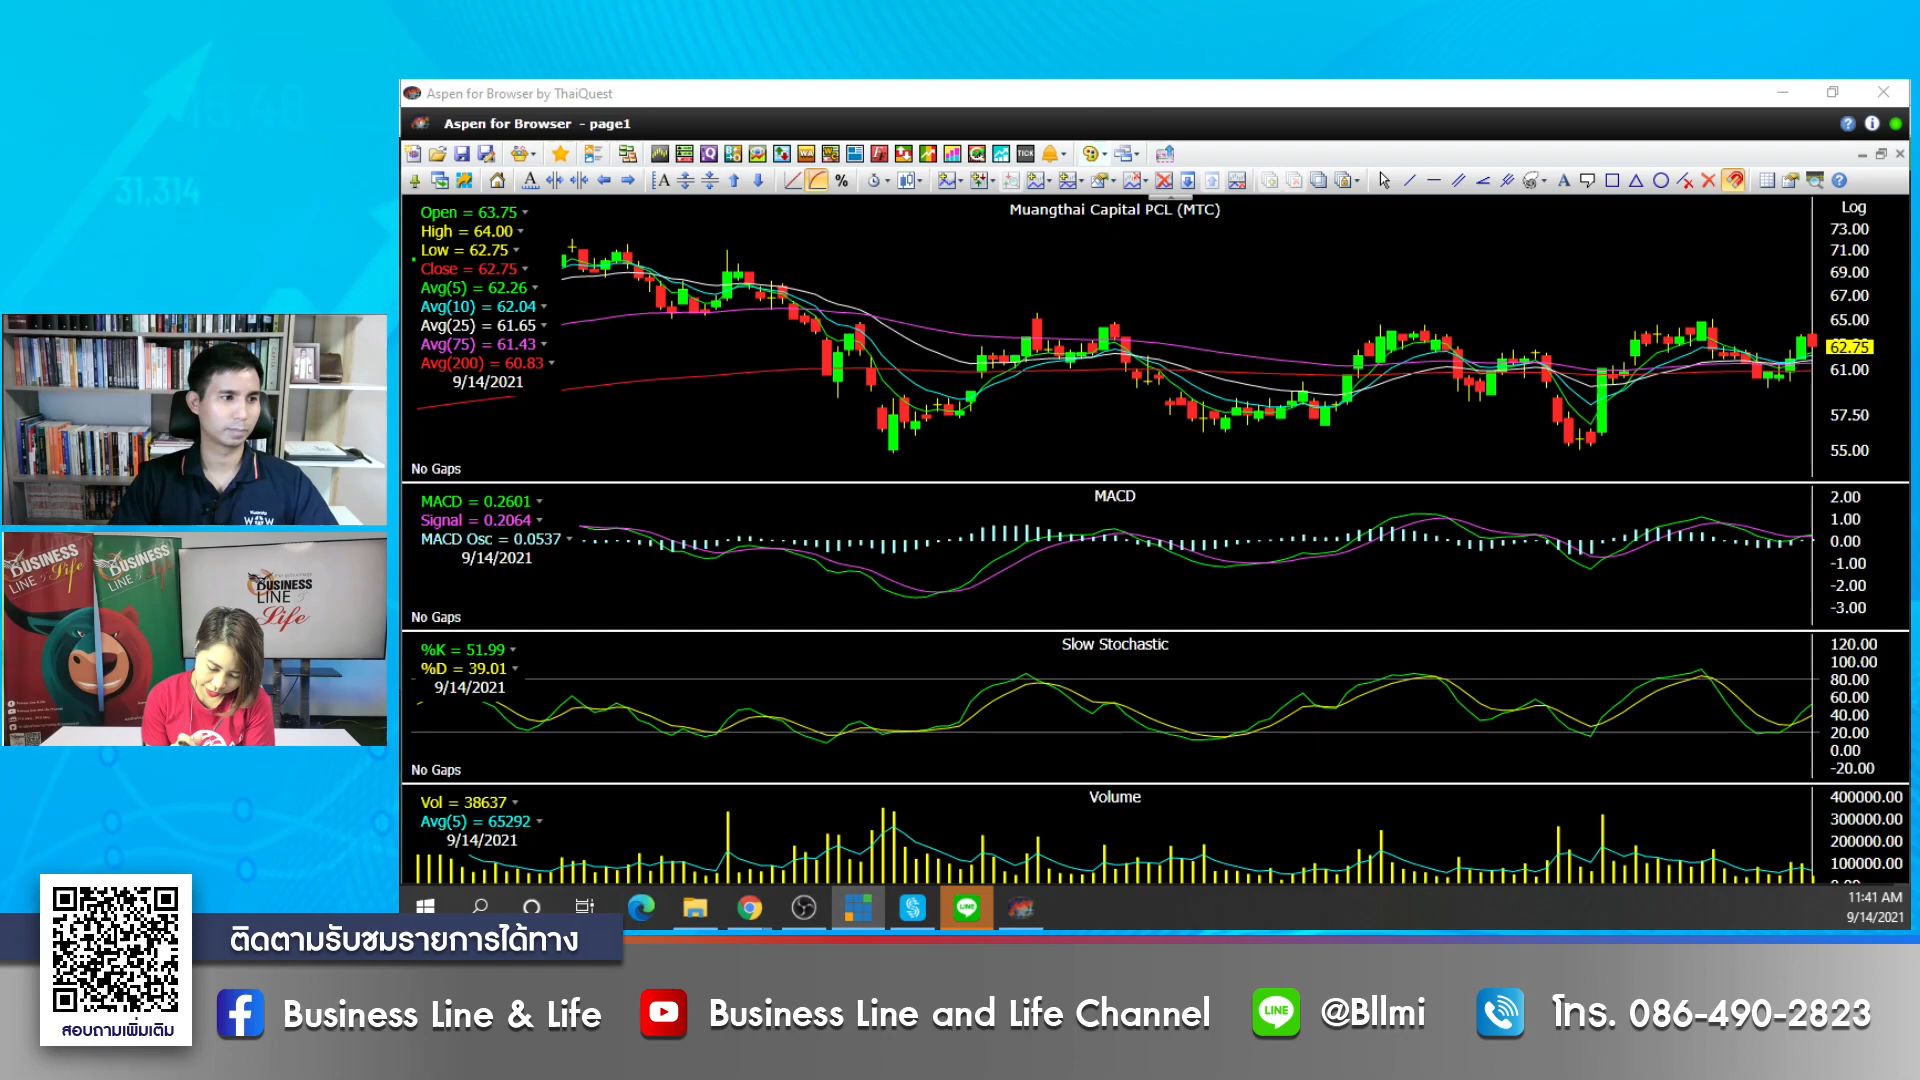 Aspen for Browser by ThaiQuest
Aspen for Browser - page1
31,314
Muangthai Capital PCL (MTC)
Open = 63.75
High = 64.00
Low = 62.75
Close = 62.75
Avg(5) = 62.26
Avg(10) = 62.04
Avg(25) = 61.65
Avg(75) = 61.43
Avg(200) = 60.83
9/14/2021
No Gaps
Log
73.00
71.00
69.00
67.00
65.00
62.75
61.00
57.50
55.00
MACD
MACD = 0.2601
Signal = 0.2064
MACD Osc = 0.0537
9/14/2021
No Gaps
2.00
1.00
0.00
-1.00
-2.00
-3.00
Slow Stochastic
%K = 51.99
%D = 39.01
9/14/2021
No Gaps
120.00
100.00
80.00
60.00
40.00
20.00
0.00
-20.00
Volume
Vol = 38637
Avg(5) = 65292
9/14/2021
400000.00
300000.00
200000.00
100000.00
11:41 AM
9/14/2021
BUSINESS
LINE & Life
BUSINESS
LINE & Life
BUSINESS
LINE &
Life
ติดตามรับชมรายการได้ทาง
สอบถามเพิ่มเติม
Business Line & Life
Business Line and Life Channel
LINE
@Bllmi
โทร. 086-490-2823